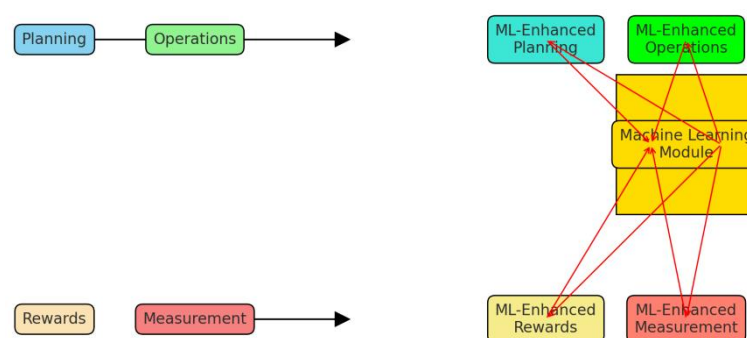 Planning
Operations
ML-Enhanced
Planning
ML-Enhanced
Operations
Machine Learning
Module
Rewards
Measurement
ML-Enhanced
Rewards
ML-Enhanced
Measurement